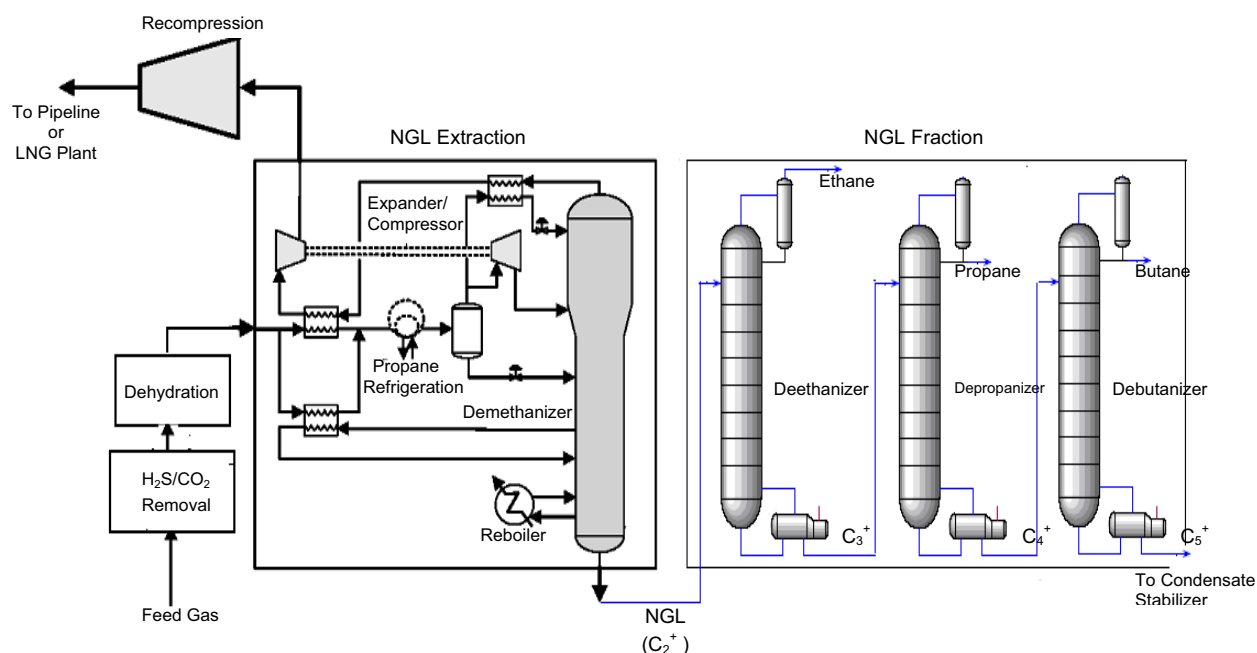 Recompression
To Pipeline
or
LNG Plant
NGL Extraction
NGL Fraction
Expander/
Compressor
Ethane
Propane
Butane
Propane
Refrigeration
Dehydration
Demethanizer
Deethanizer
Depropanizer
Debutanizer
H₂S/CO₂
Removal
Reboiler
C₃⁺
C₄⁺
C₅⁺
To Condensate
Stabilizer
Feed Gas
NGL
(C₂⁺ )